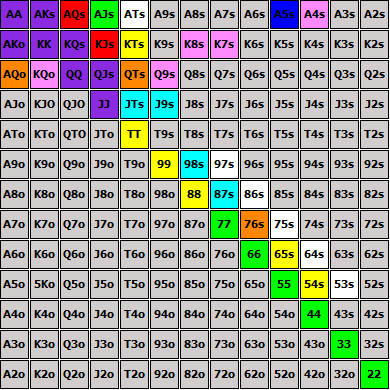 AA AKs AQs AJs ATs A9s A8s A7s A6s A5s A4s A3s A2s
AKo KK KQs KJs KTs K9s K8s K7s K6s K5s K4s K3s K2s
AQo KQo QQ QJs QTs Q9s Q8s Q7s Q6s Q5s Q4s Q3s Q2s
AJo KJO QJO JJ JTs J9s J8s J7s J6s J5s J4s J3s J2s
ATo KTo QTO JTo TT T9s T8s T7s T6s T5s T4s T3s T2s
A9o K9o Q9o J9o T9o 99 98s 97s 96s 95s 94s 93s 92s
A8o K8o Q8o J8o T8o 98o 88 87s 86s 85s 84s 83s 82s
A7o K7o Q7o J7o T7o 97o 87o 77 76s 75s 74s 73s 72s
A6o K6o Q6o J6o T6o 96o 86o 76o 66 65s 64s 63s 62s
A5o 5Ko Q5o J5o T5o 95o 85o 75o 65o 55 54s 53s 52s
A4o K4o Q4o J4o T4o 94o 84o 74o 64o 54o 44 43s 42s
A3o K3o Q3o J3o T3o 93o 83o 73o 63o 53o 43o 33 32s
A2o K2o Q2o J2o T2o 92o 82o 72o 62o 52o 42o 32o 22